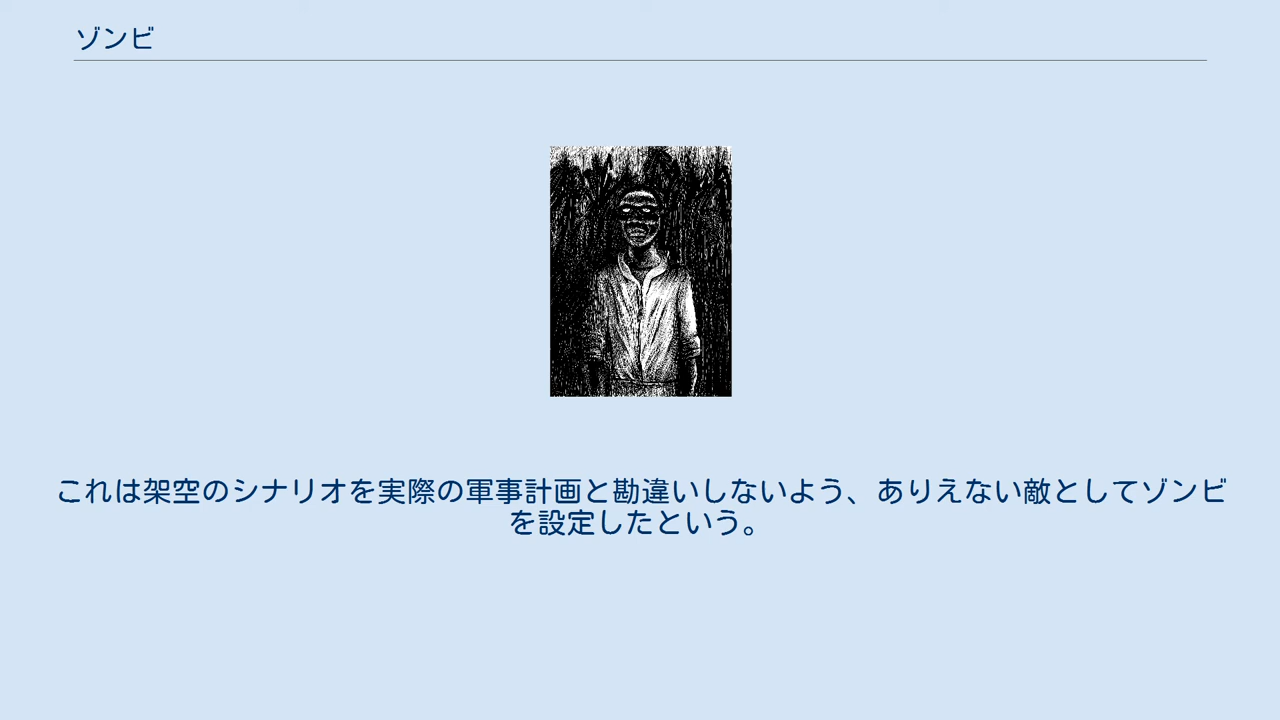 ゾンビ
これは架空のシナリオを実際の軍事計画と勘違いしないよう、ありえない敵としてゾンビ
を設定したという。